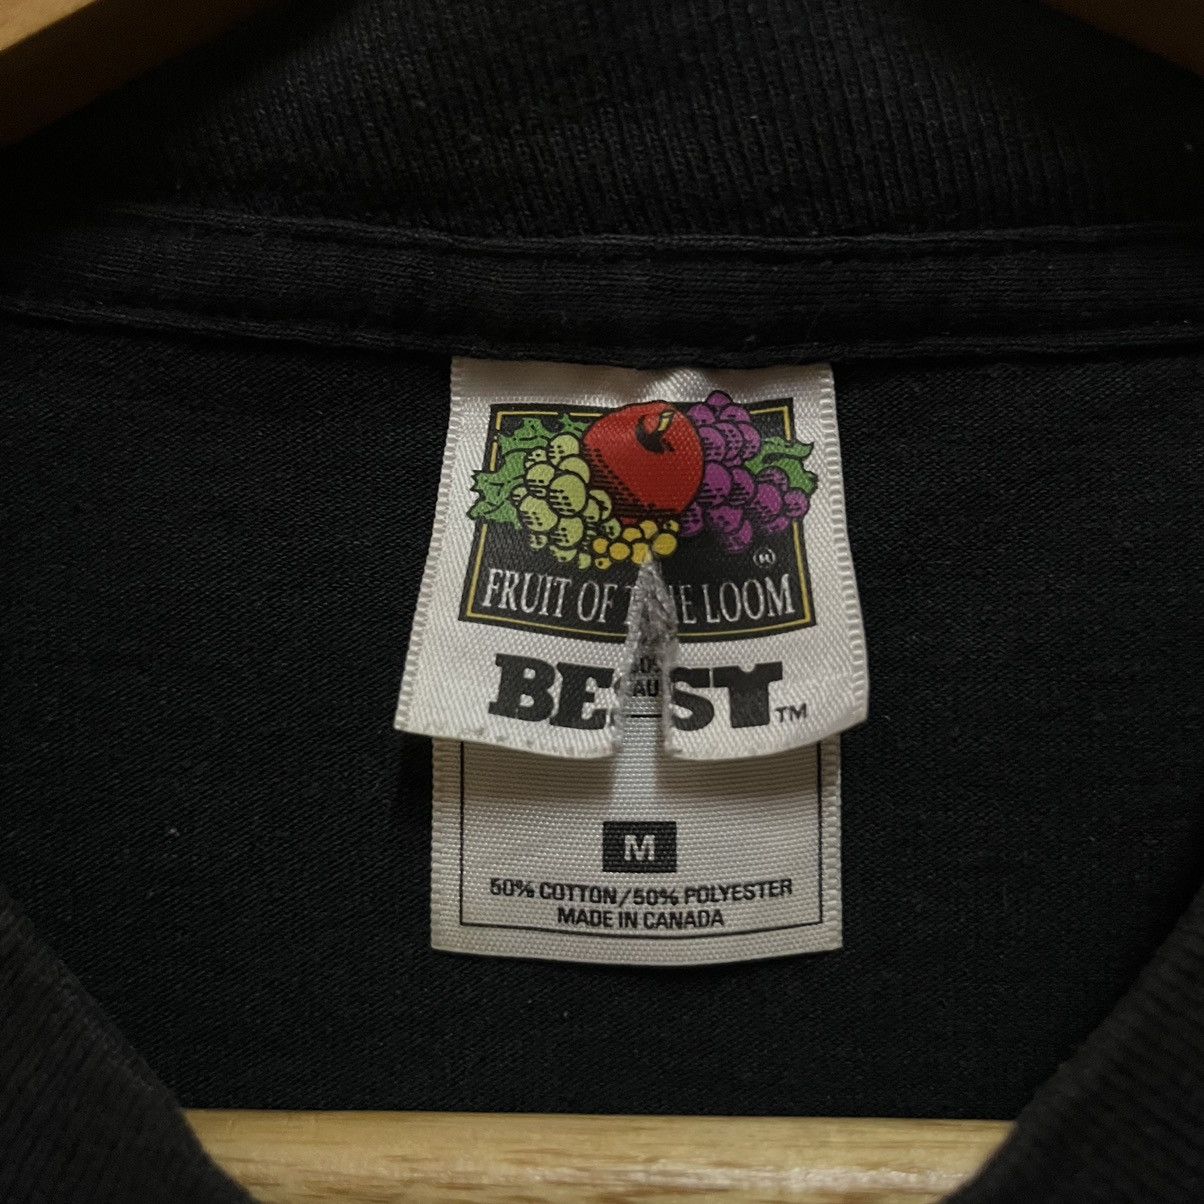 ®
FRUIT OF THE LOOM
BEST™
M
50% COTTON/50% POLYESTER
MADE IN CANADA